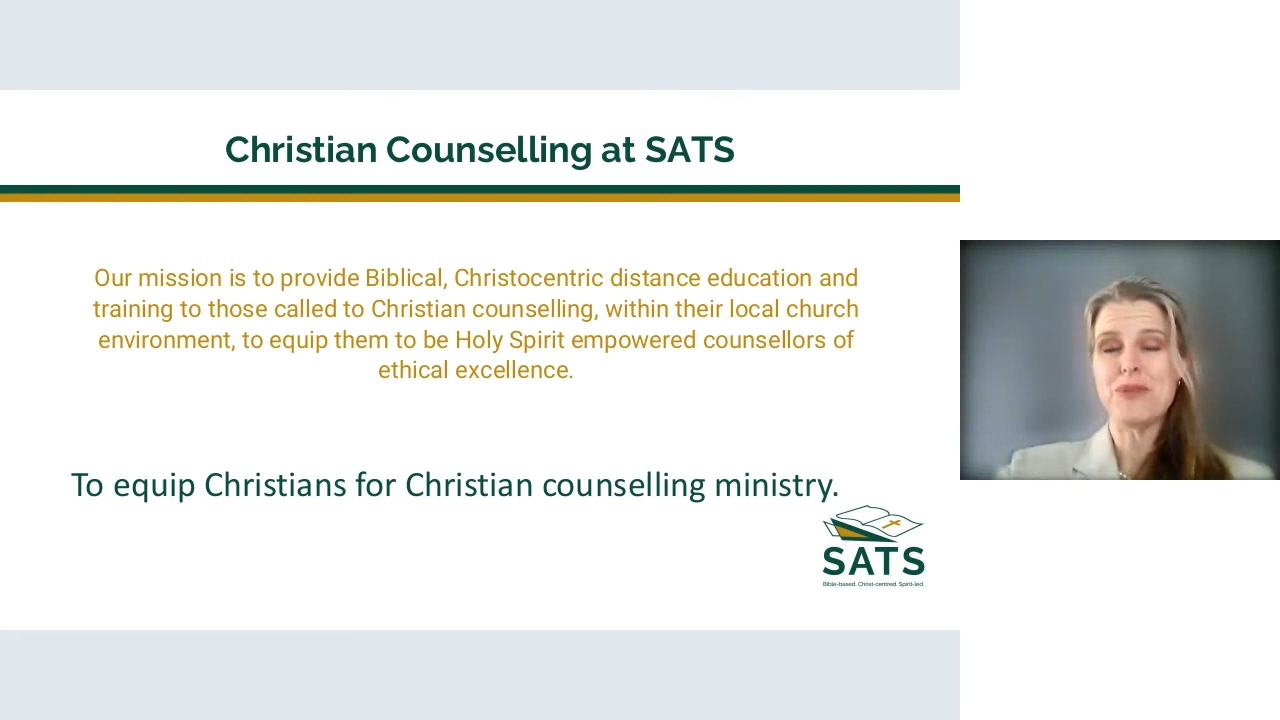 Christian Counselling at SATS
Our mission is to provide Biblical, Christocentric distance education and
training to those called to Christian counselling, within their local church
environment, to equip them to be Holy Spirit empowered counsellors of
ethical excellence.
To equip Christians for Christian counselling ministry.
SATS
Bible-based. Christ-centred. Spirit-led.